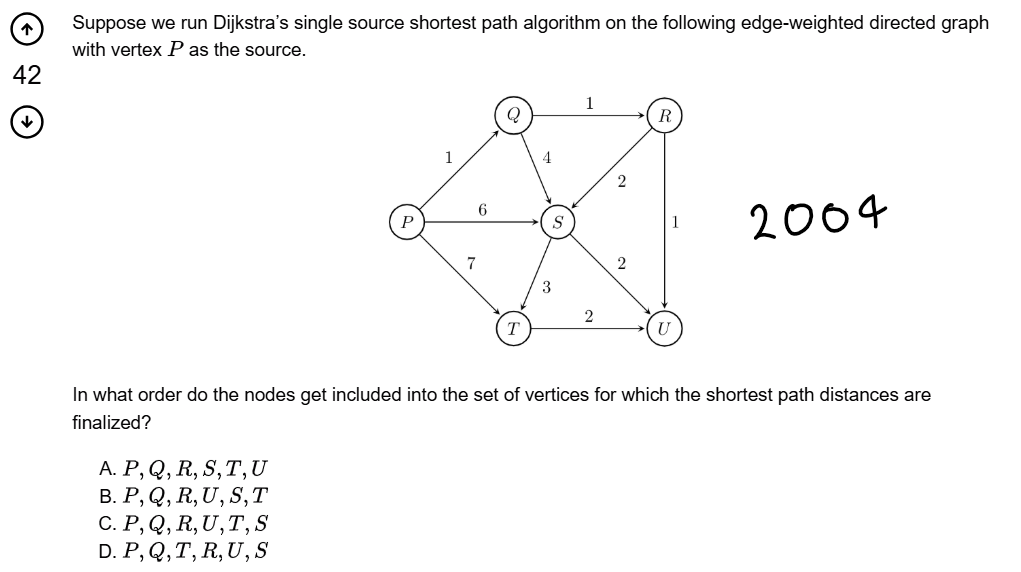 Suppose we run Dijkstra's single source shortest path algorithm on the following edge-weighted directed graph
with vertex P as the source.
42
1
Q
R
1
4
2
P
6
S
1
2004
7
2
3
T
2
U
In what order do the nodes get included into the set of vertices for which the shortest path distances are
finalized?
A. P, Q, R, S, T, U
B. P, Q, R, U, S, T
C. P, Q, R, U, T, S
D. P, Q, T, R, U, S